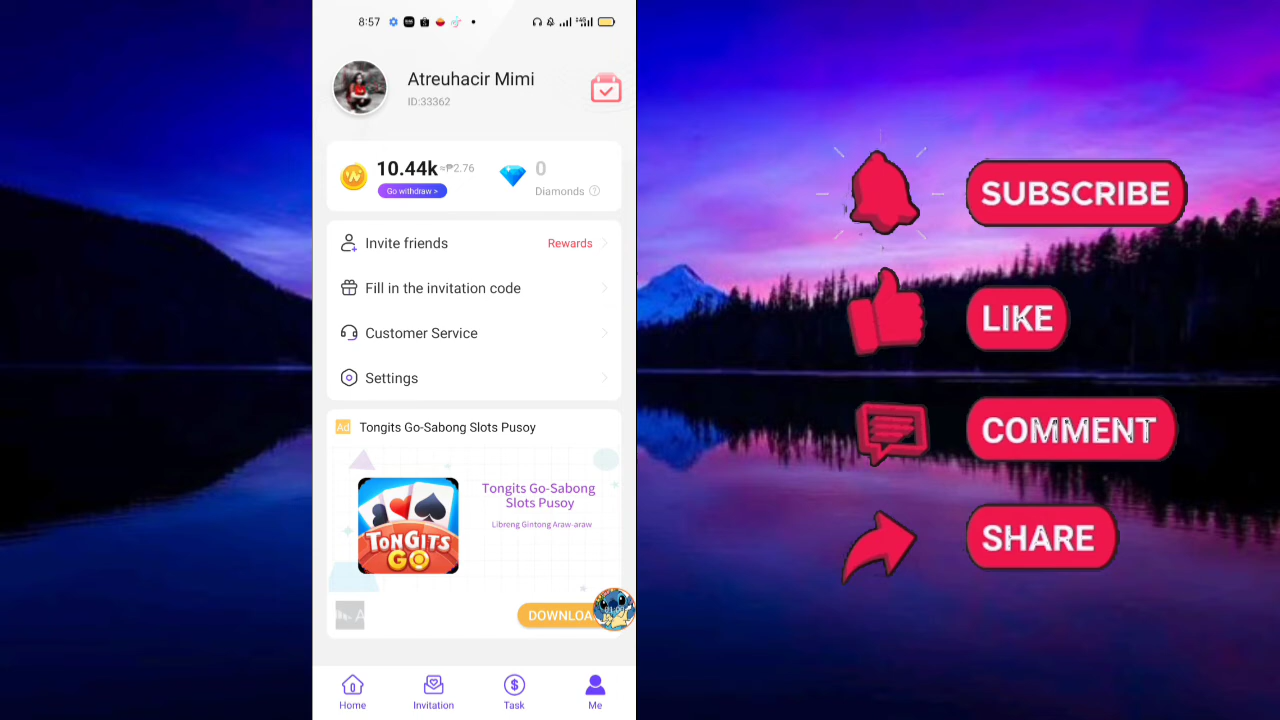 8:57
Atreuhacir Mimi
ID:33362
10.44k ≈₱2.76
Go withdraw >
0
Diamonds ?
Invite friends
Rewards
Fill in the invitation code
Customer Service
Settings
Ad Tongits Go-Sabong Slots Pusoy
Tongits Go-Sabong
Slots Pusoy
Libreng Gintong Araw-araw
TONGITS
GO
DOWNLOA
Home
Invitation
Task
Me
SUBSCRIBE
LIKE
COMMENT
SHARE